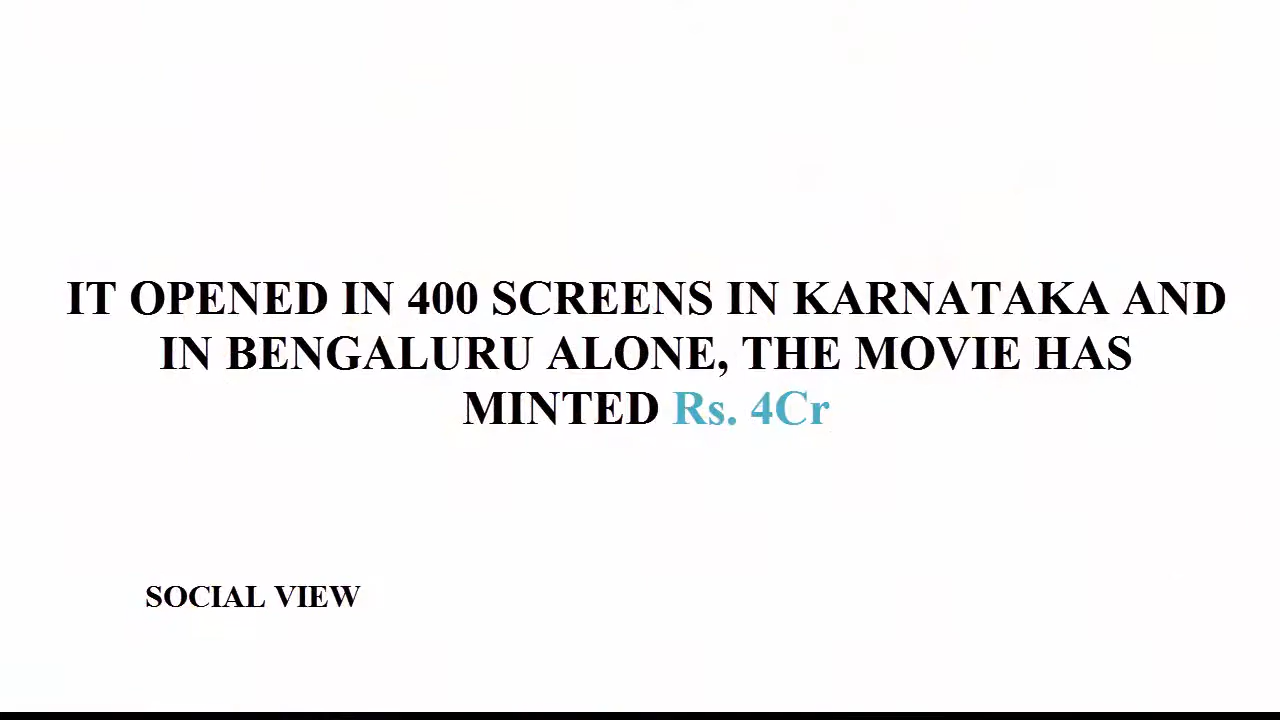 IT OPENED IN 400 SCREENS IN KARNATAKA AND
IN BENGALURU ALONE, THE MOVIE HAS
MINTED Rs. 4Cr
SOCIAL VIEW